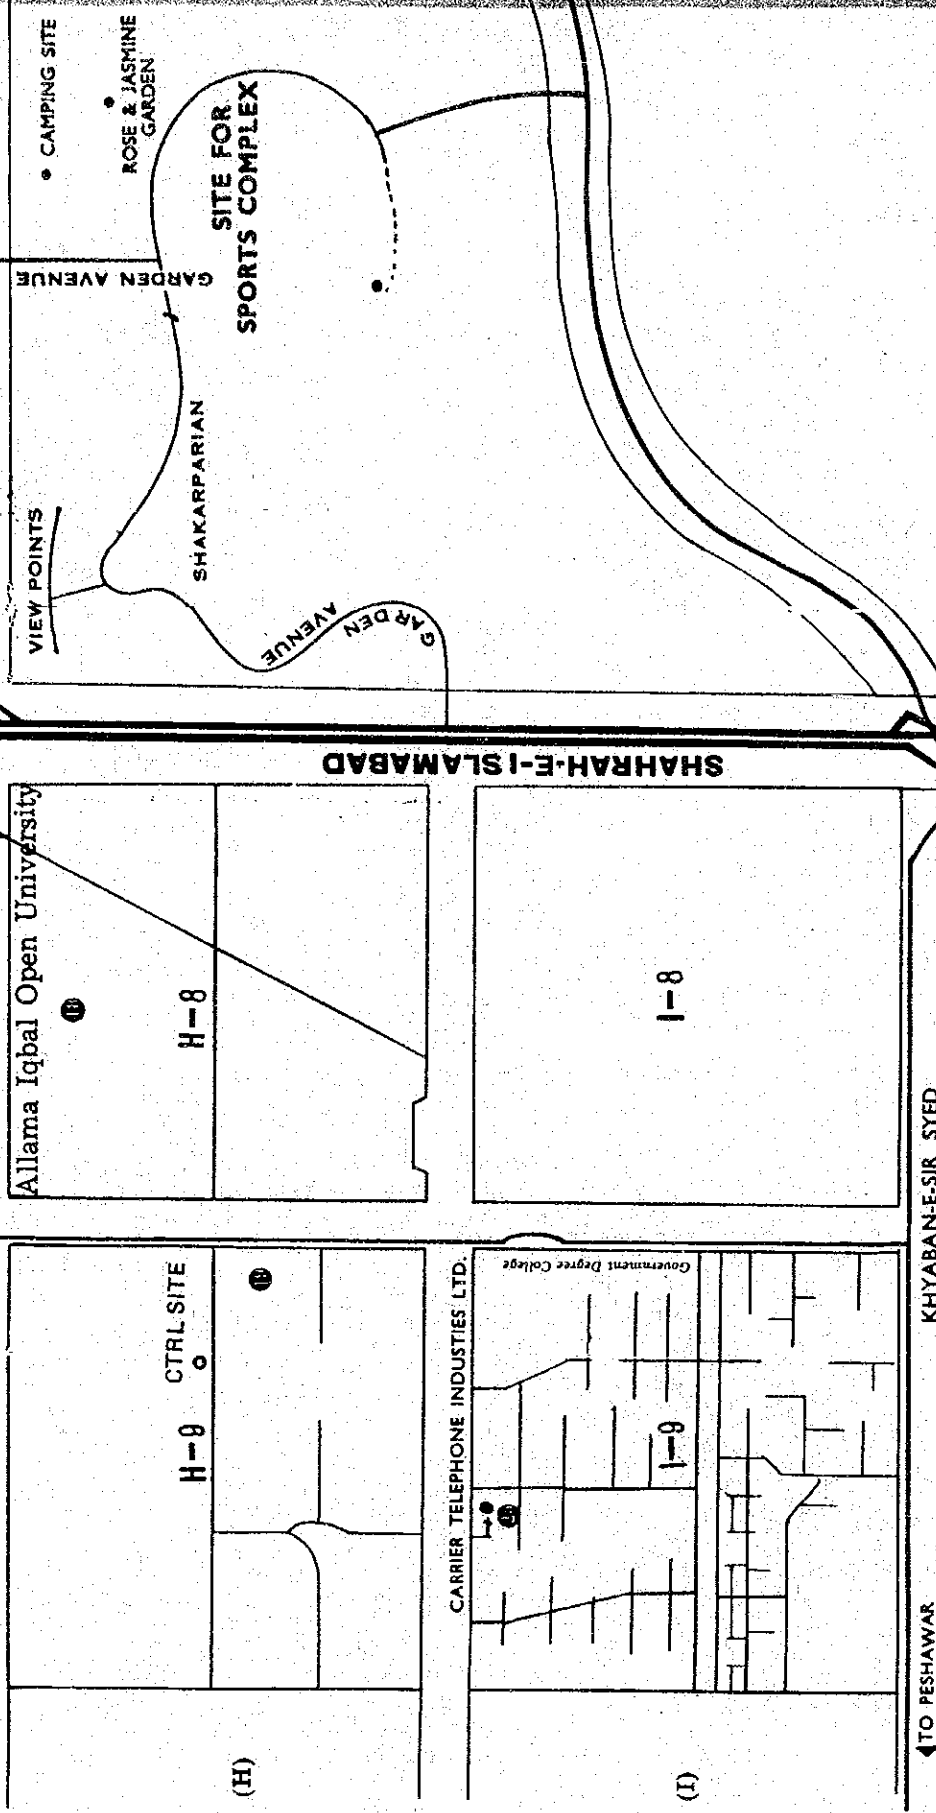 CAMPING SITE
ROSE & JASMINE
GARDEN
SITE FOR
SPORTS COMPLEX
GARDEN AVENUE
SHAKARPARIAN
VIEW POINTS
GARDEN
AVENUE
SHAHRAH-E-ISLAMABAD
Allama Iqbal Open University
H-8
I-8
CTRL SITE
H-9
CARRIER TELEPHONE INDUSTIES LTD.
Government Degree College
I-9
(H)
(I)
KHYABAN-E-SIR SYED
TO PESHAWAR